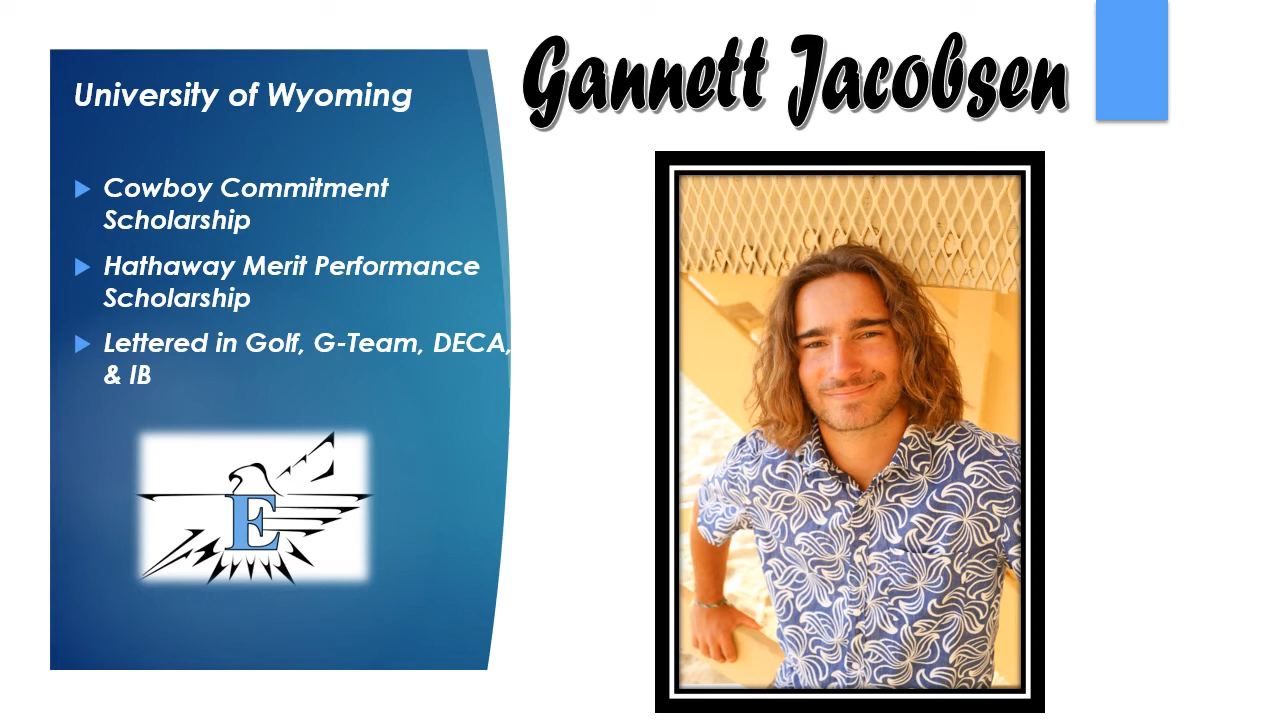 Gannett Jacobsen
University of Wyoming
Cowboy Commitment
Scholarship
Hathaway Merit Performance
Scholarship
Lettered in Golf, G-Team, DECA,
& IB
E